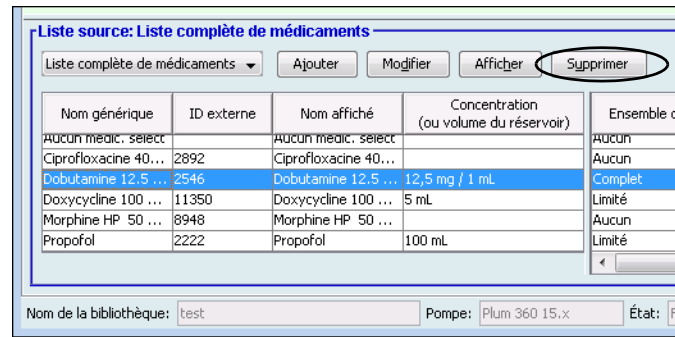 Liste source: Liste complète de médicaments
Liste complète de médicaments Ajouter Modifier Afficher Supprimer
Nom générique ID externe Nom affiché Concentration (ou volume du réservoir) Ensemble
Aucun médic. sélect Aucun médic. sélect Aucun
Ciprofloxacine 40... 2892 Ciprofloxacine 40... Aucun
Dobutamine 12.5 ... 2546 Dobutamine 12.5 ... 12,5 mg / 1 mL Complet
Doxycycline 100 ... 11350 Doxycycline 100 ... 5 mL Limité
Morphine HP 50 ... 8948 Morphine HP 50 ... Aucun
Propofol 2222 Propofol 100 mL Limité
Nom de la bibliothèque: test Pompe: Plum 360 15.x État: